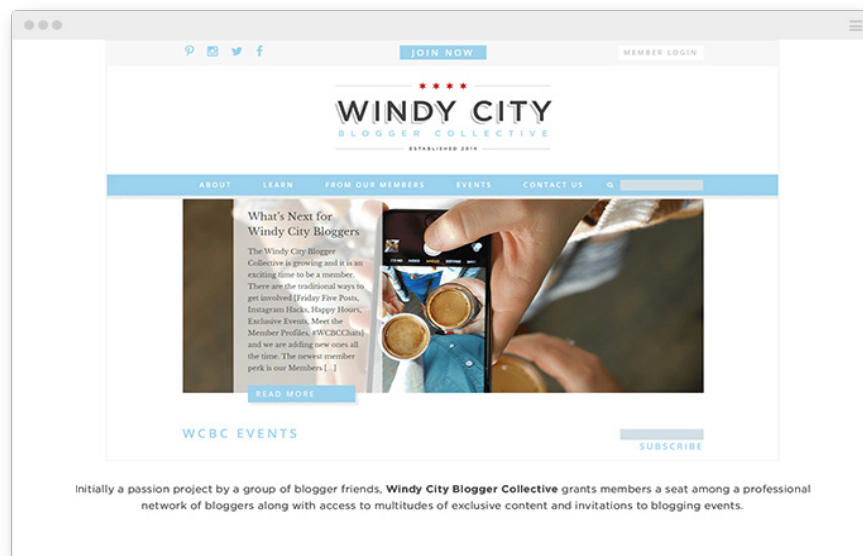 JOIN NOW
MEMBER LOGIN
WINDY CITY
BLOGGER COLLECTIVE
ESTABLISHED 2014
ABOUT LEARN FROM OUR MEMBERS EVENTS CONTACT US
What's Next for
Windy City Bloggers
The Windy City Blogger
Collective is growing and it is an
exciting time to be a member.
There are the traditional ways to
get involved {Friday Five Posts,
Instagram Hacks, Happy Hours,
Exclusive Events, Meet the
Member Profiles, #WCBCChats}
and we are adding new ones all
the time. The newest member
perk is our Members [...]
READ MORE
WCBC EVENTS
SUBSCRIBE
Initially a passion project by a group of blogger friends, Windy City Blogger Collective grants members a seat among a professional
network of bloggers along with access to multitudes of exclusive content and invitations to blogging events.